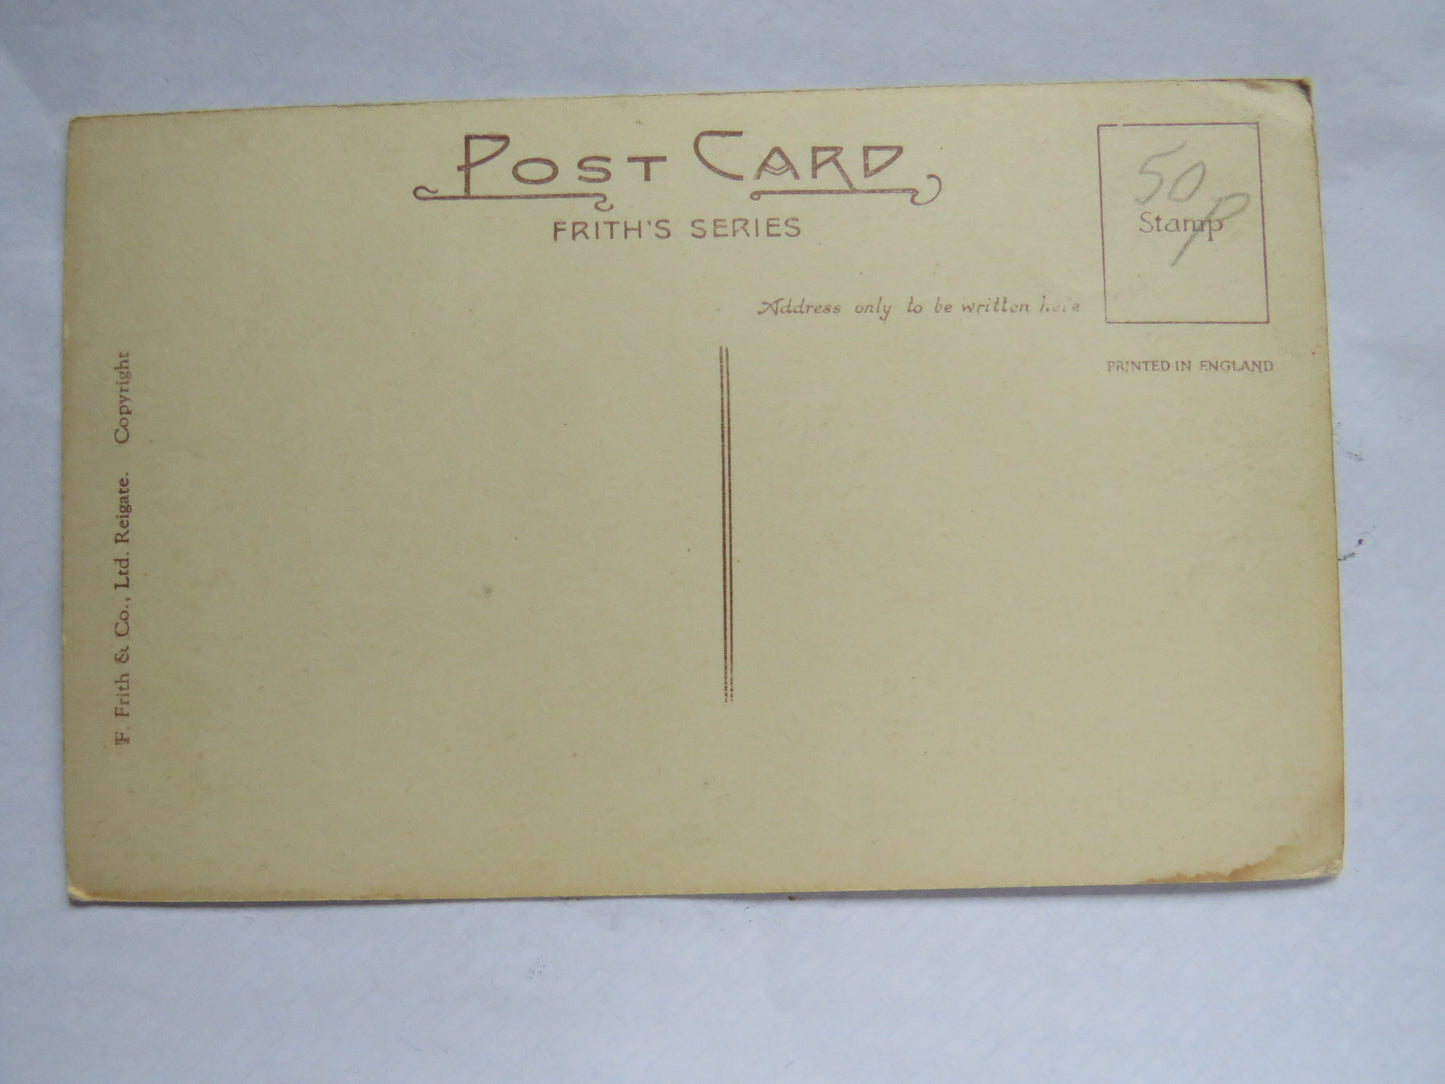 POST CARD
FRITH'S SERIES
50p
Stamp
Address only to be written here
PRINTED IN ENGLAND
F. Frith & Co., Ltd. Reigate. Copyright